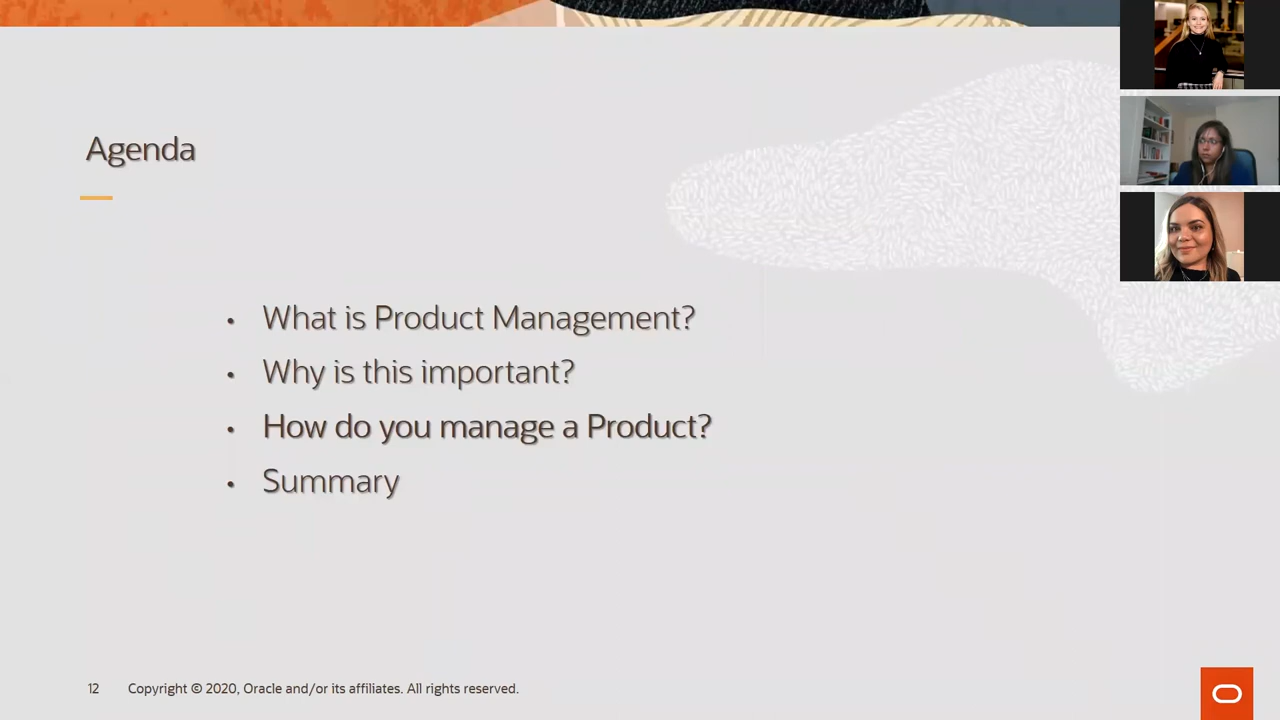 Agenda
• What is Product Management?
• Why is this important?
• How do you manage a Product?
• Summary
12 Copyright © 2020, Oracle and/or its affiliates. All rights reserved.